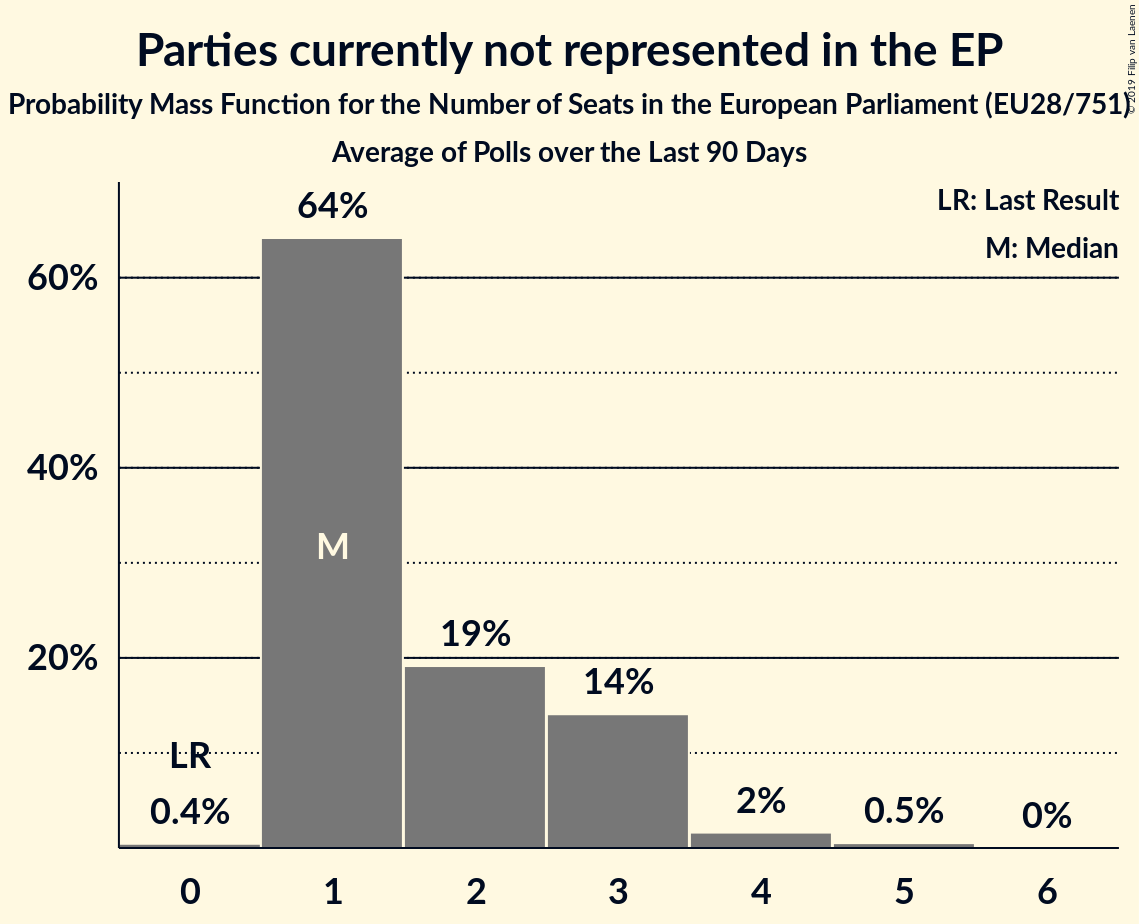 Parties currently not represented in the EP
Probability Mass Function for the Number of Seats in the European Parliament (EU28/751)
Average of Polls over the Last 90 Days
© 2019 Filip van Laenen
LR: Last Result
M: Median
64%
60%
40%
M
19%
20%
14%
LR
0.4%
2%
0.5%
0%
0 1 2 3 4 5 6